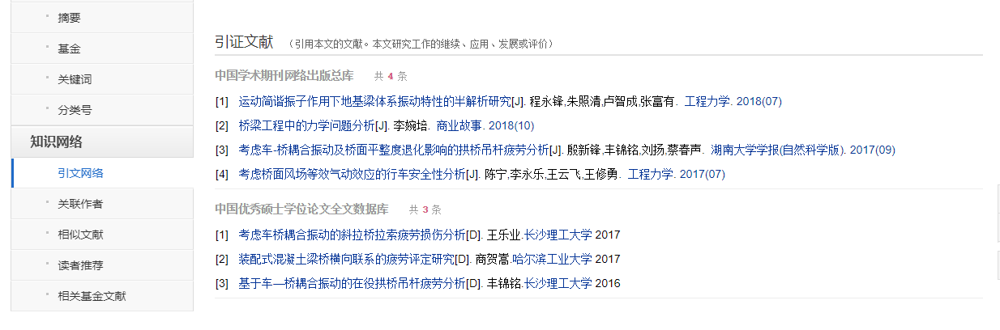 摘要
基金
关键词
分类号
知识网络
引文网络
关联作者
相似文献
读者推荐
相关基金文献
引证文献 （引用本文的文献。本文研究工作的继续、应用、发展或评价）
中国学术期刊网络出版总库 共 4 条
[1] 运动简谐振子作用下地基梁体系振动特性的半解析研究[J]. 程永锋,朱照清,卢智成,张富有. 工程力学. 2018(07)
[2] 桥梁工程中的力学问题分析[J]. 李婉培. 商业故事. 2018(10)
[3] 考虑车-桥耦合振动及桥面平整度退化影响的拱桥吊杆疲劳分析[J]. 殷新锋,丰锦铭,刘扬,蔡春声. 湖南大学学报(自然科学版). 2017(09)
[4] 考虑桥面风场等效气动效应的行车安全性分析[J]. 陈宁,李永乐,王云飞,王修勇. 工程力学. 2017(07)
中国优秀硕士学位论文全文数据库 共 3 条
[1] 考虑车桥耦合振动的斜拉桥拉索疲劳损伤分析[D]. 王乐业.长沙理工大学 2017
[2] 装配式混凝土梁桥横向联系的疲劳评定研究[D]. 商贺嵩.哈尔滨工业大学 2017
[3] 基于车—桥耦合振动的在役拱桥吊杆疲劳分析[D]. 丰锦铭.长沙理工大学 2016